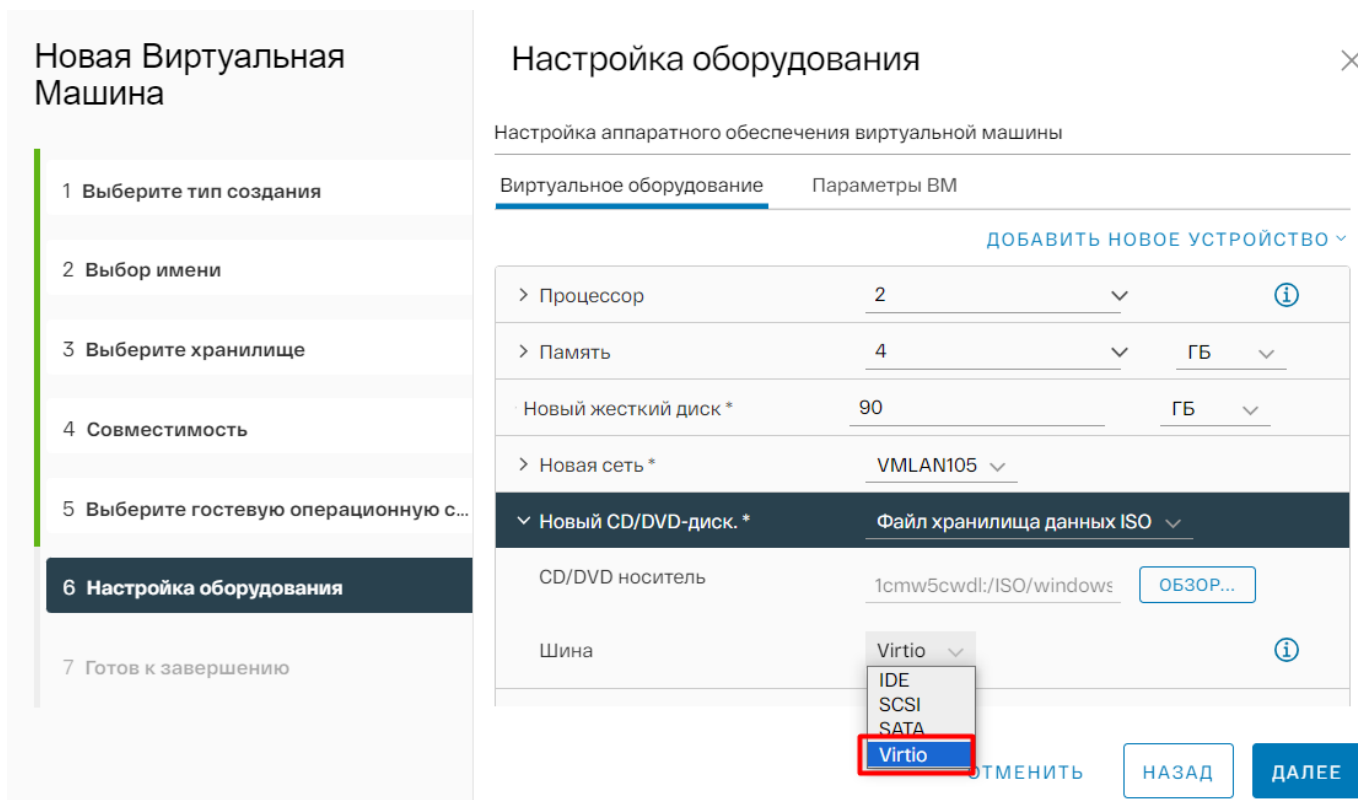 Новая Виртуальная
Машина
1 Выберите тип создания
2 Выбор имени
3 Выберите хранилище
4 Совместимость
5 Выберите гостевую операционную с...
6 Настройка оборудования
7 Готов к завершению
Настройка оборудования
Настройка аппаратного обеспечения виртуальной машины
Виртуальное оборудование Параметры ВМ
ДОБАВИТЬ НОВОЕ УСТРОЙСТВО
Процессор 2
Память 4 ГБ
Новый жесткий диск * 90 ГБ
Новая сеть * VMLAN105
Новый CD/DVD-диск. * Файл хранилища данных ISO
CD/DVD носитель 1cmw5cwdl:/ISO/windows ОБЗОР...
Шина Virtio
IDE
SCSI
SATA
Virtio
ОТМЕНИТЬ НАЗАД ДАЛЕЕ